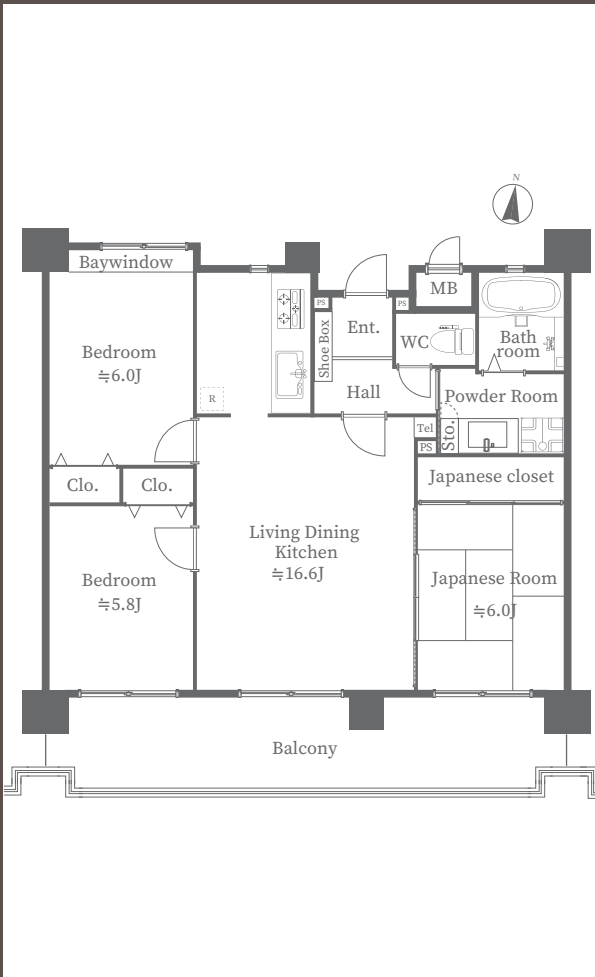 N
Baywindow
MB
PS
PS
Ent.
WC
Bath
room
Shoe Box
Bedroom
≒6.0J
Hall
Powder Room
R
Tel
Sto.
PS
Clo.
Clo.
Japanese closet
Living Dining
Kitchen
≒16.6J
Bedroom
≒5.8J
Japanese Room
≒6.0J
Balcony